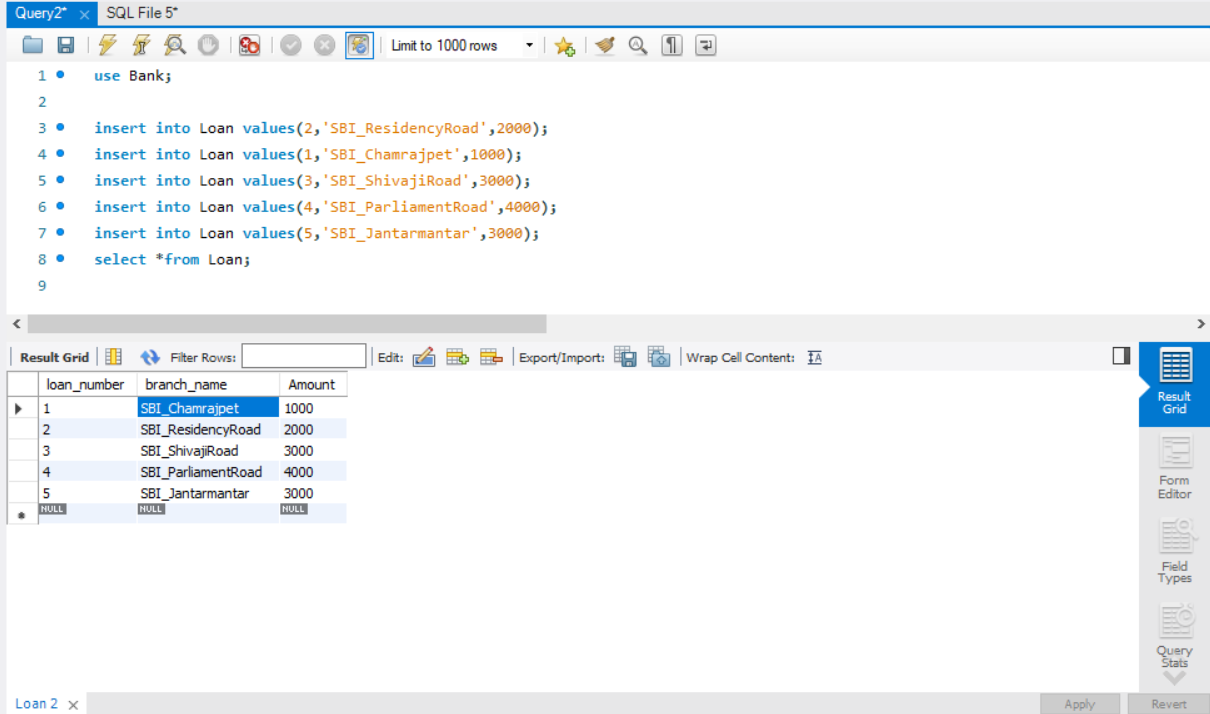 Query2* × SQL File 5*
Limit to 1000 rows
1 use Bank;
2
3 insert into Loan values(2,'SBI_ResidencyRoad',2000);
4 insert into Loan values(1,'SBI_Chamrajpet',1000);
5 insert into Loan values(3,'SBI_ShivajiRoad',3000);
6 insert into Loan values(4,'SBI_ParliamentRoad',4000);
7 insert into Loan values(5,'SBI_Jantarmantar',3000);
8 select *from Loan;
9
Result Grid Filter Rows: Edit: Export/Import: Wrap Cell Content: IA
loan_number branch_name Amount
1 SBI_Chamrajpet 1000
2 SBI_ResidencyRoad 2000
3 SBI_ShivajiRoad 3000
4 SBI_ParliamentRoad 4000
5 SBI_Jantarmantar 3000
NULL NULL NULL
Result
Grid
Form
Editor
Field
Types
Query
Stats
Loan 2 × Apply Revert